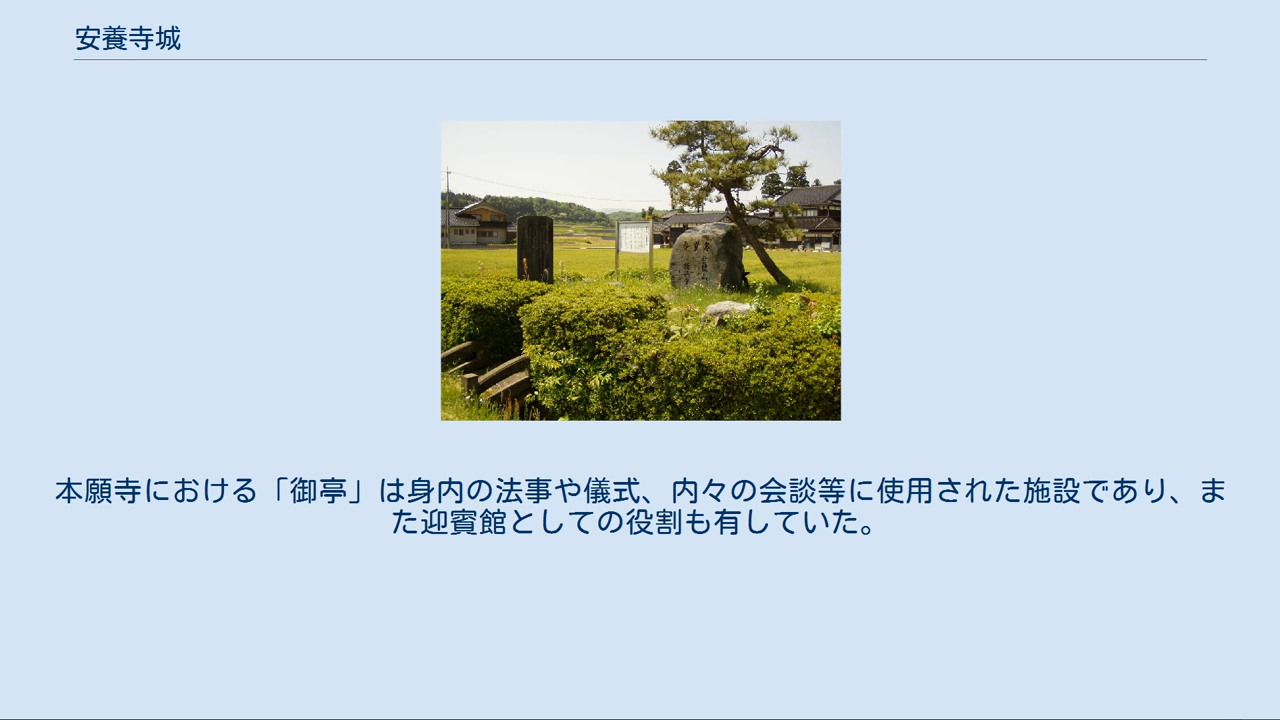 安養寺城
本願寺における「御亭」は身内の法事や儀式、内々の会談等に使用された施設であり、ま
た迎賓館としての役割も有していた。